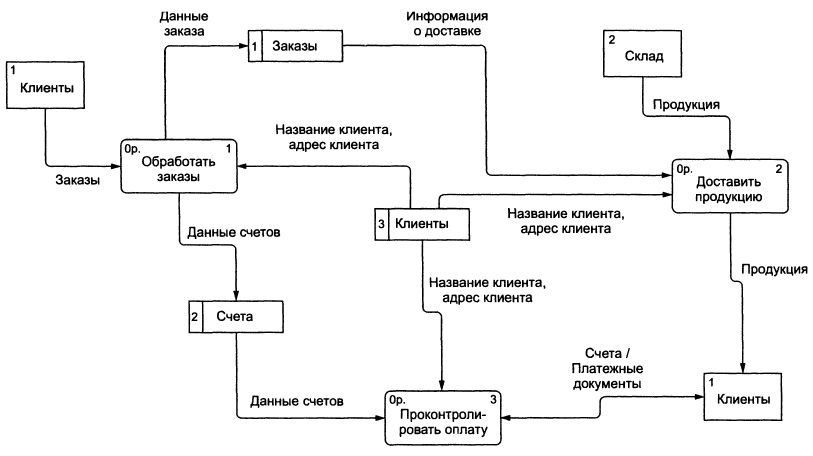 Данные
заказа
Информация
о доставке
1 Заказы
2
Склад
1
Клиенты
Продукция
Название клиента,
адрес клиента
0р. 1
Обработать
заказы
Заказы
0р. 2
Доставить
продукцию
3 Клиенты
Название клиента,
адрес клиента
Данные счетов
Продукция
Название клиента,
адрес клиента
2 Счета
Счета /
Платежные
документы
1
Клиенты
Данные счетов
0р. 3
Проконтроли-
ровать оплату